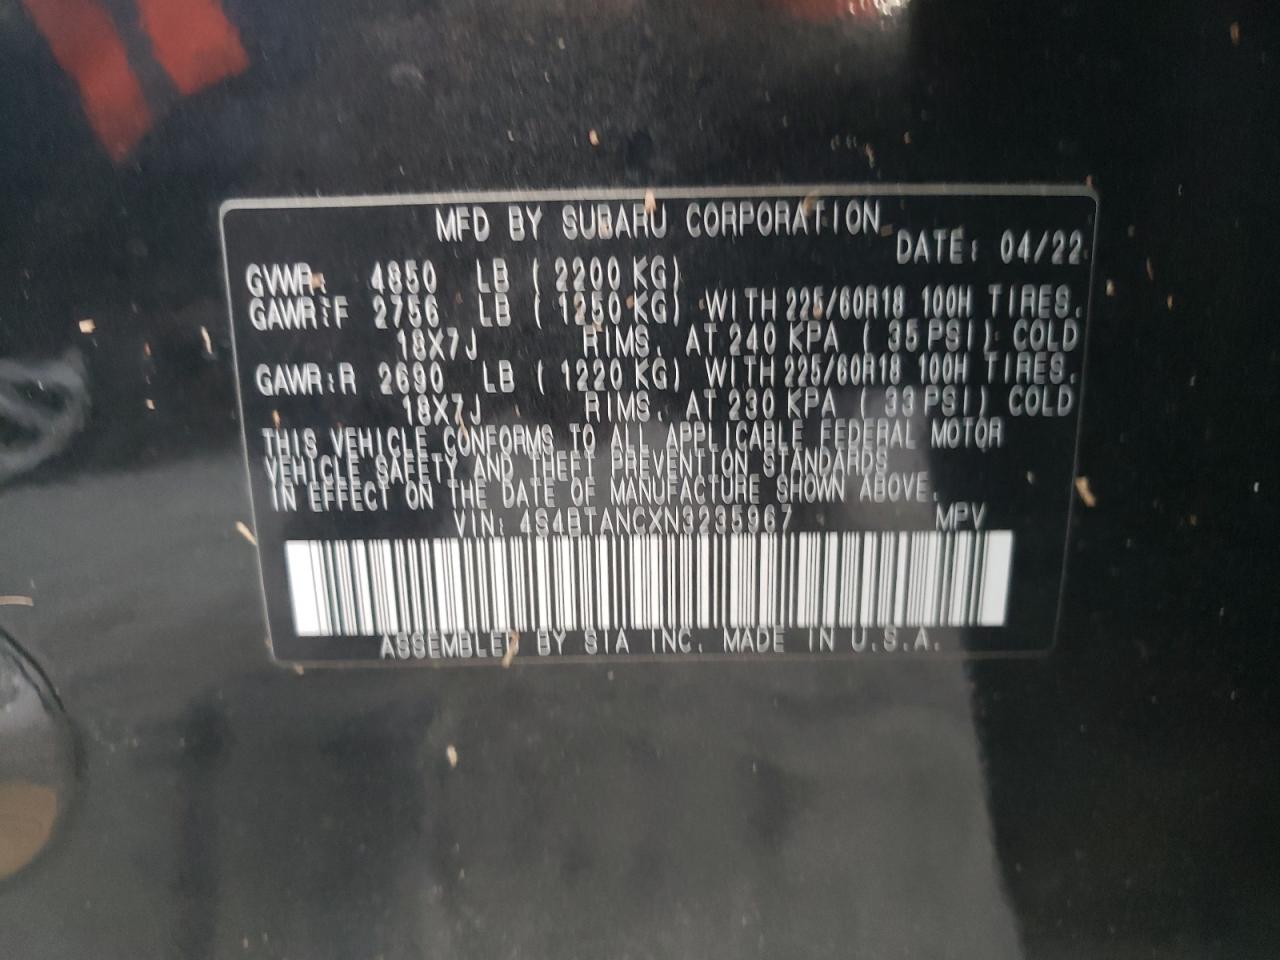 MFD BY SUBARU CORPORATION
DATE: 04/22
GVWR: 4850 LB ( 2200 KG)
GAWR:F 2756 LB ( 1250 KG) WITH 225/60R18 100H TIRES,
18X7J RIMS, AT 240 KPA ( 35 PSI) COLD
GAWR:R 2690 LB ( 1220 KG) WITH 225/60R18 100H TIRES,
18X7J RIMS, AT 230 KPA ( 33 PSI) COLD
THIS VEHICLE CONFORMS TO ALL APPLICABLE FEDERAL MOTOR
VEHICLE SAFETY AND THEFT PREVENTION STANDARDS
IN EFFECT ON THE DATE OF MANUFACTURE SHOWN ABOVE.
VIN: 4S4BTANCXN3235967 MPV
ASSEMBLED BY SIA INC. MADE IN U.S.A.